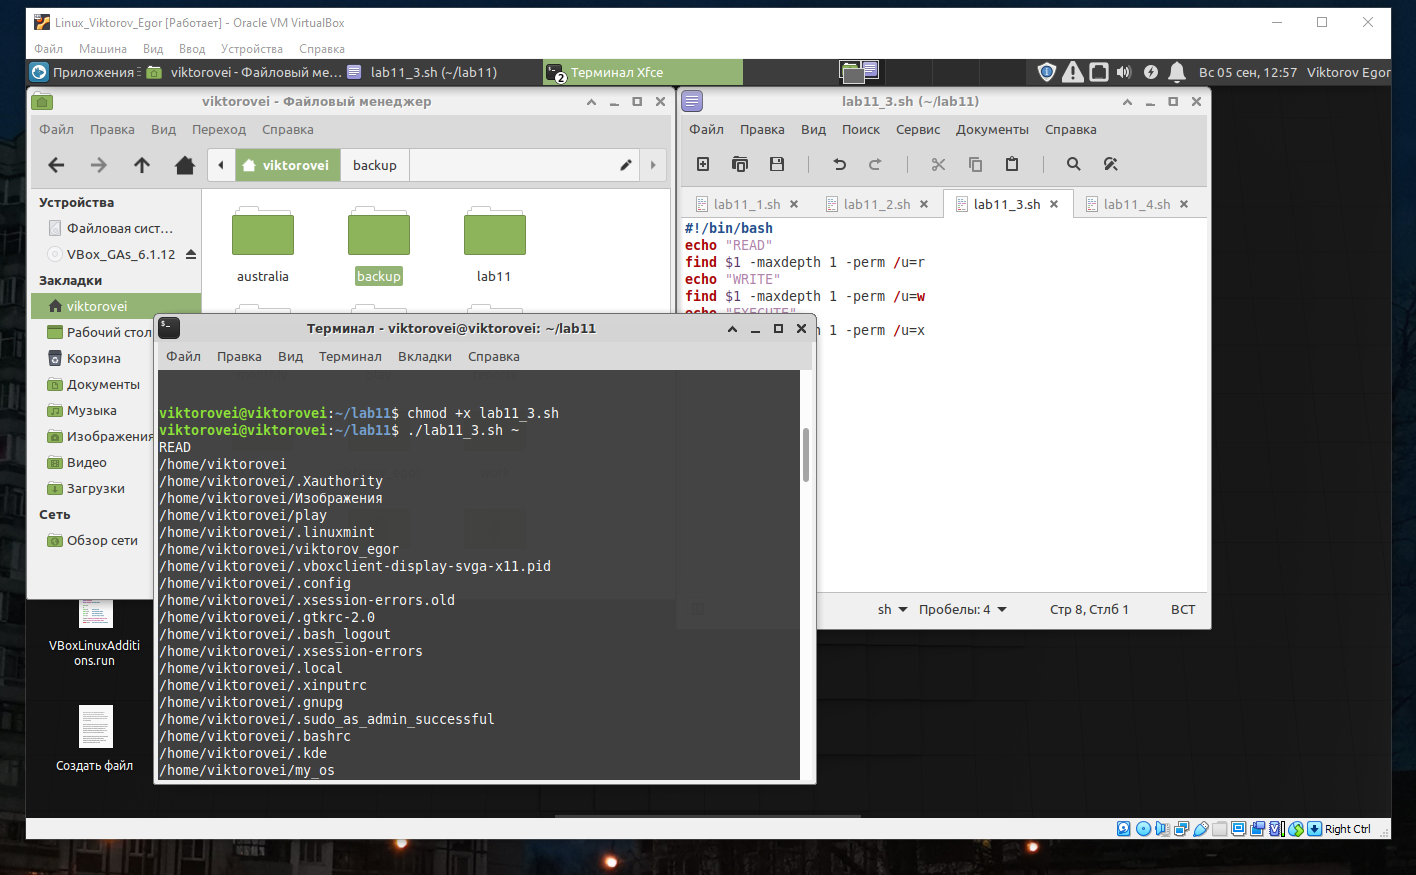 Linux_Viktorov_Egor [Работает] - Oracle VM VirtualBox
Файл Машина Вид Ввод Устройства Справка
Приложения viktorovei - Файловый ме... lab11_3.sh (~/lab11) 2 Терминал Xfce Вс 05 сен, 12:57 Viktorov Egor
viktorovei - Файловый менеджер
Файл Правка Вид Переход Справка
viktorovei backup
Устройства
Файловая сист...
VBox_GAs_6.1.12
Закладки
viktorovei
Рабочий стол
Корзина
Документы
Музыка
Изображения
Видео
Загрузки
Сеть
Обзор сети
australia backup lab11
lab11_3.sh (~/lab11)
Файл Правка Вид Поиск Сервис Документы Справка
lab11_1.sh lab11_2.sh lab11_3.sh lab11_4.sh
#!/bin/bash
echo "READ"
find $1 -maxdepth 1 -perm /u=r
echo "WRITE"
find $1 -maxdepth 1 -perm /u=w
echo "EXECUTE"
th 1 -perm /u=x
sh Пробелы: 4 Стр 8, Стлб 1 ВСТ
Терминал - viktorovei@viktorovei: ~/lab11
Файл Правка Вид Терминал Вкладки Справка
viktorovei@viktorovei:~/lab11$ chmod +x lab11_3.sh
viktorovei@viktorovei:~/lab11$ ./lab11_3.sh ~
READ
/home/viktorovei
/home/viktorovei/.Xauthority
/home/viktorovei/Изображения
/home/viktorovei/play
/home/viktorovei/.linuxmint
/home/viktorovei/viktorov_egor
/home/viktorovei/.vboxclient-display-svga-x11.pid
/home/viktorovei/.config
/home/viktorovei/.xsession-errors.old
/home/viktorovei/.gtkrc-2.0
/home/viktorovei/.bash_logout
/home/viktorovei/.xsession-errors
/home/viktorovei/.local
/home/viktorovei/.xinputrc
/home/viktorovei/.gnupg
/home/viktorovei/.sudo_as_admin_successful
/home/viktorovei/.bashrc
/home/viktorovei/.kde
/home/viktorovei/my_os
VBoxLinuxAdditi
ons.run
Создать файл
Right Ctrl